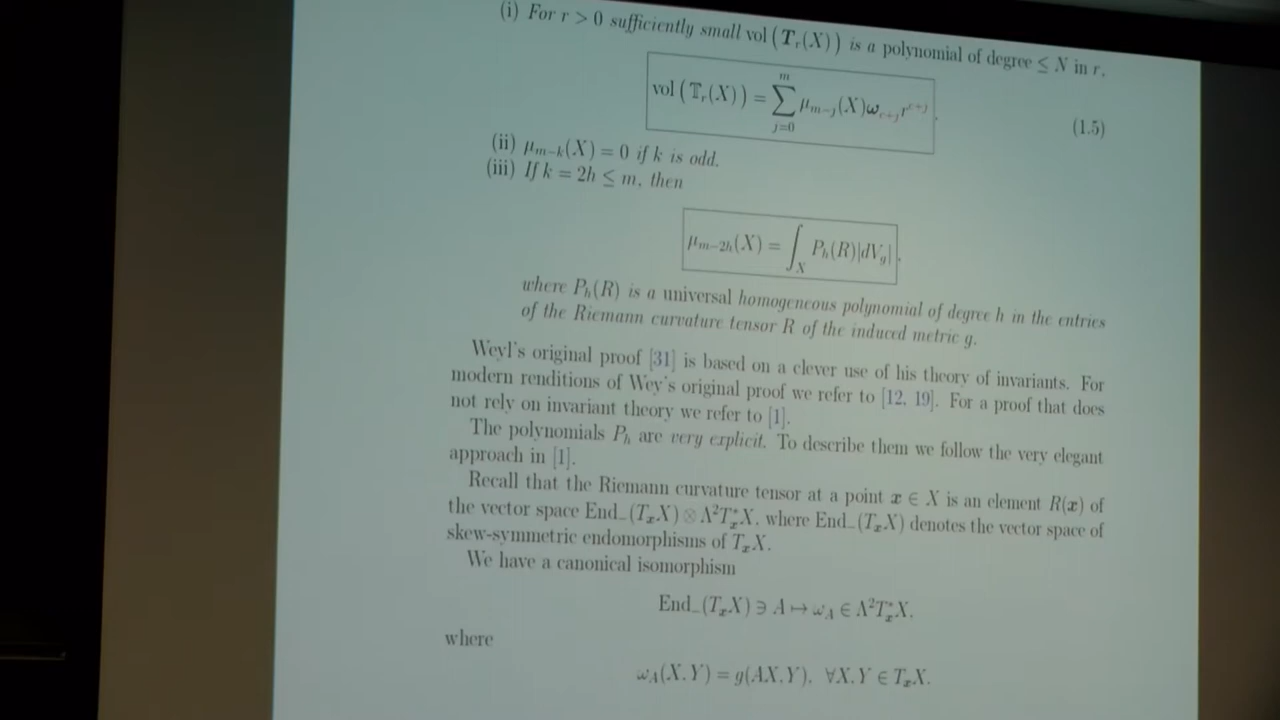 (i) For r > 0 sufficiently small vol ( T_r(X) ) is a polynomial of degree ≤ N in r,
vol ( 𝕋_r(X) ) = ∑_{j=0}^{m} μ_{m−j}(X)ω_{c+j}r^{c+j}. (1.5)
(ii) μ_{m−k}(X) = 0 if k is odd.
(iii) If k = 2h ≤ m, then
μ_{m−2h}(X) = ∫_X P_h(R)|dV_g|,
where P_h(R) is a universal homogeneous polynomial of degree h in the entries
of the Riemann curvature tensor R of the induced metric g.
Weyl's original proof [31] is based on a clever use of his theory of invariants. For
modern renditions of Wey's original proof we refer to [12, 19]. For a proof that does
not rely on invariant theory we refer to [1].
The polynomials P_h are very explicit. To describe them we follow the very elegant
approach in [1].
Recall that the Riemann curvature tensor at a point x ∈ X is an element R(x) of
the vector space End_−(T_xX) ⊗ Λ²T*_xX, where End_−(T_xX) denotes the vector space of
skew-symmetric endomorphisms of T_xX.
We have a canonical isomorphism
End_−(T_xX) ∋ A ↦ ω_A ∈ Λ²T*_xX,
where
ω_A(X, Y) = g(AX, Y), ∀X, Y ∈ T_xX.